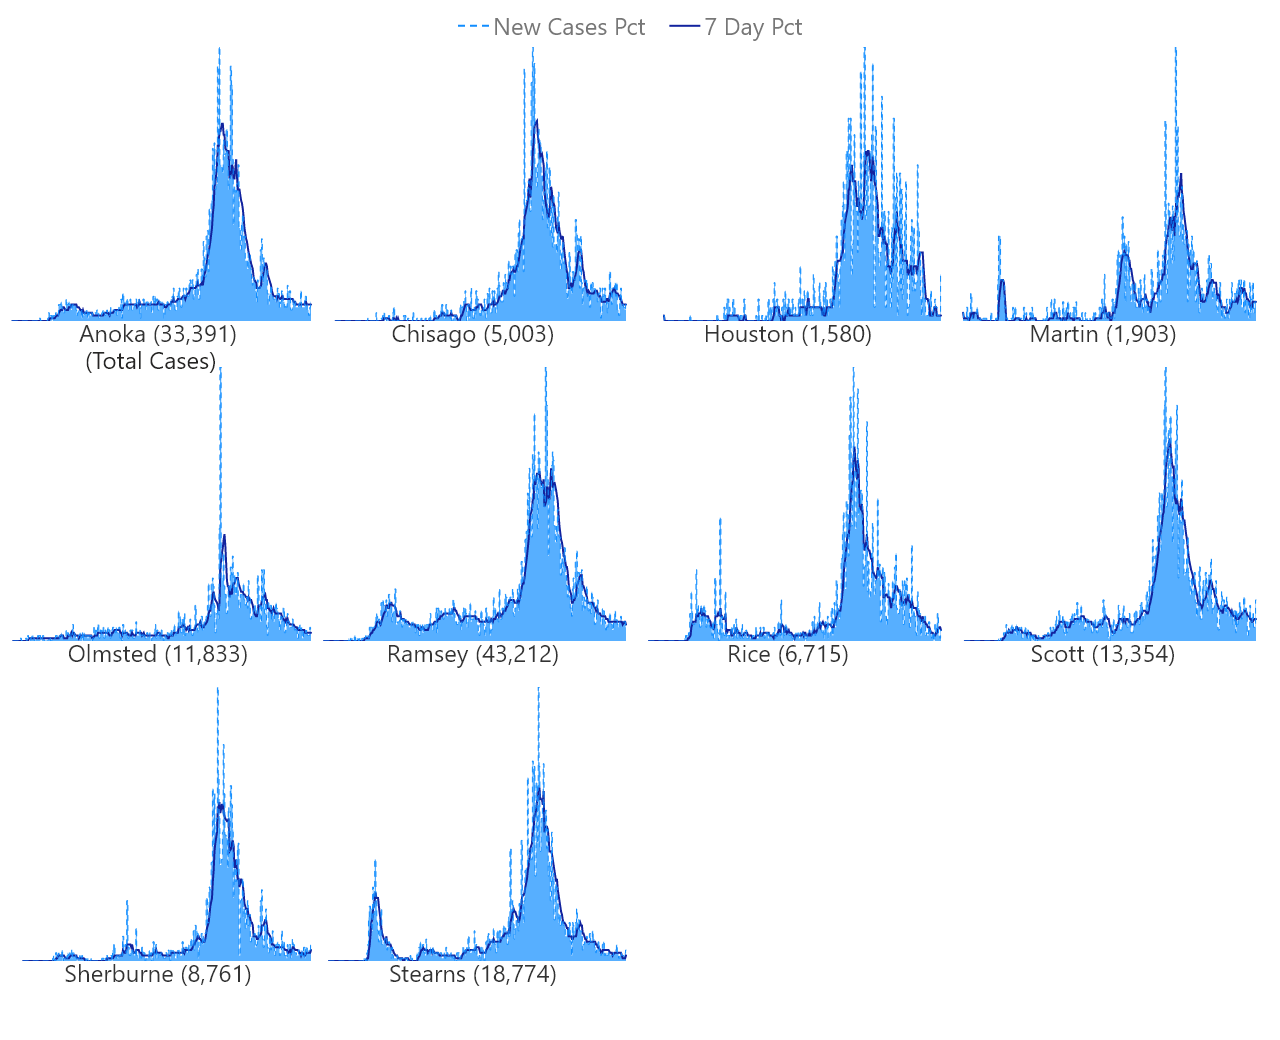 New Cases Pct 7 Day Pct
Anoka (33,391) Chisago (5,003) Houston (1,580) Martin (1,903)
(Total Cases)
Olmsted (11,833) Ramsey (43,212) Rice (6,715) Scott (13,354)
Sherburne (8,761) Stearns (18,774)